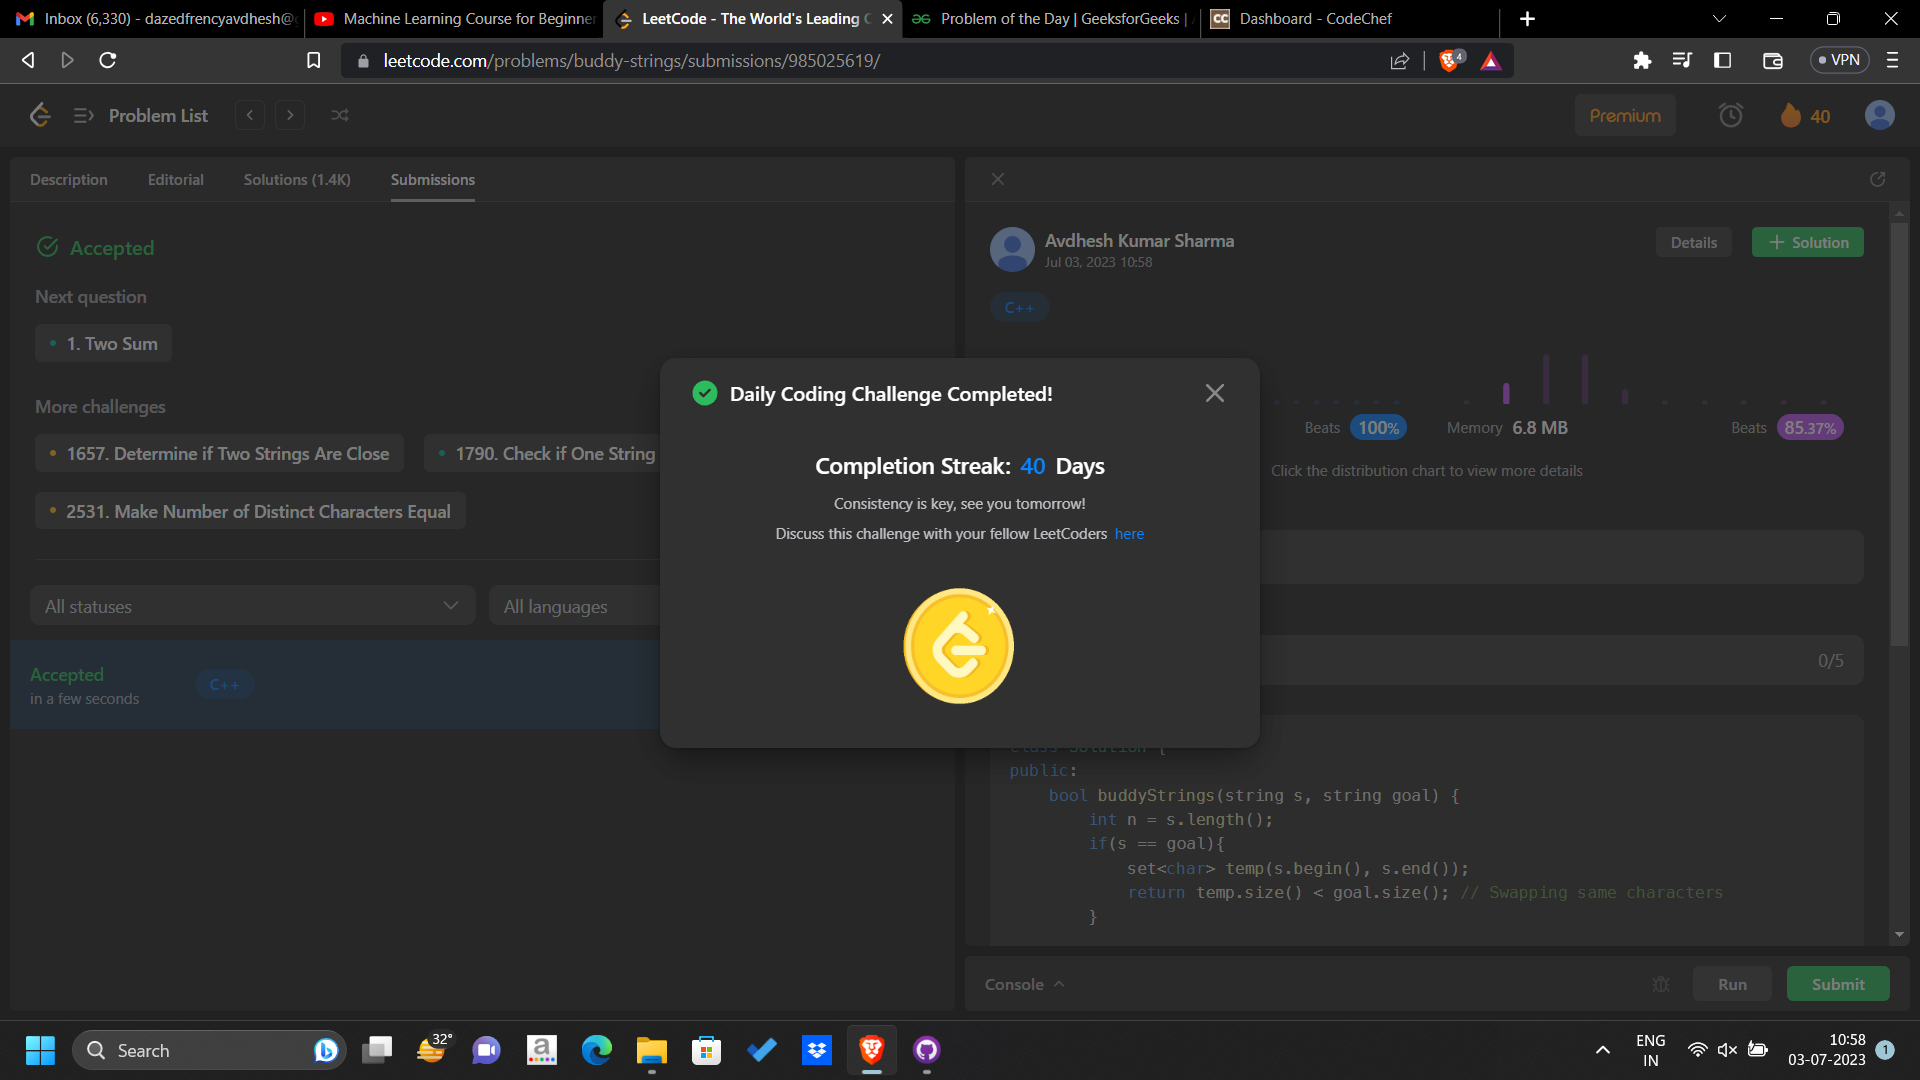 Inbox (6,330) - dazedfrencyavdhesh@
Machine Learning Course for Beginner
LeetCode - The World's Leading
Problem of the Day | GeeksforGeeks |
CC Dashboard - CodeChef
leetcode.com/problems/buddy-strings/submissions/985025619/
4
VPN
Problem List
Premium
40
Description Editorial Solutions (1.4K) Submissions
Accepted
Next question
1. Two Sum
More challenges
1657. Determine if Two Strings Are Close
1790. Check if One String
2531. Make Number of Distinct Characters Equal
All statuses
All languages
Accepted
in a few seconds
C++
Avdhesh Kumar Sharma
Jul 03, 2023 10:58
Details
Solution
C++
Beats 100% Memory 6.8 MB Beats 85.37%
Click the distribution chart to view more details
Daily Coding Challenge Completed!
Completion Streak: 40 Days
Consistency is key, see you tomorrow!
Discuss this challenge with your fellow LeetCoders here
0/5
class Solution {
public:
bool buddyStrings(string s, string goal) {
int n = s.length();
if(s == goal){
set<char> temp(s.begin(), s.end());
return temp.size() < goal.size(); // Swapping same characters
}
Console
Run
Submit
Search
32°
a
ENG
IN
10:58
03-07-2023
1